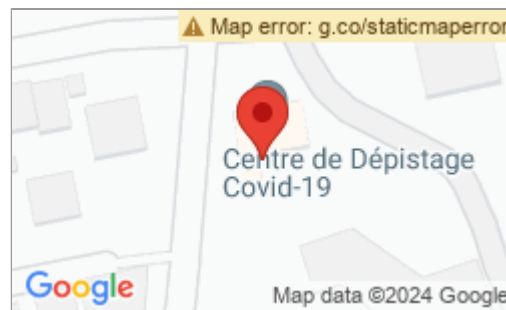 Map error: g.co/staticmaperror
Centre de Dépistage
Covid-19
Google
Map data ©2024 Google